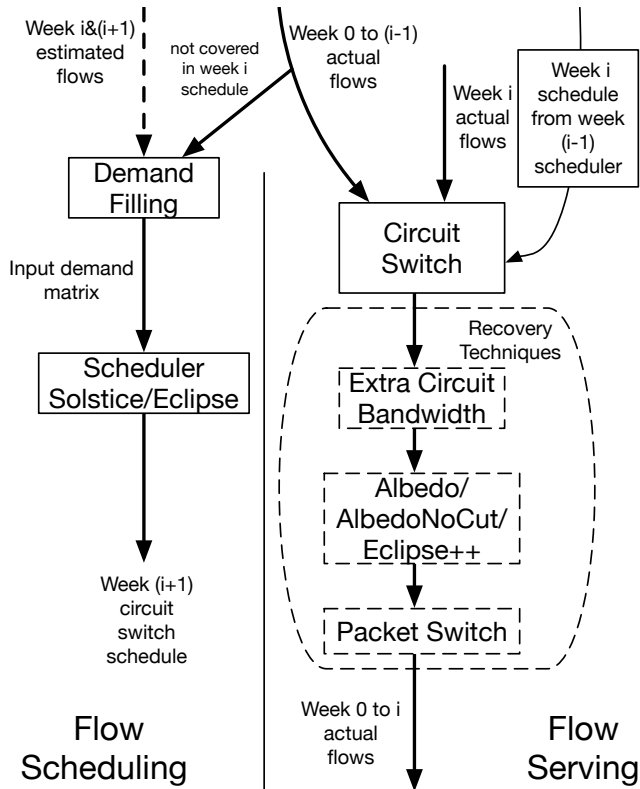 Week i&(i+1)
estimated
flows
not covered
in week i
schedule
Week 0 to (i-1)
actual
flows
Week i
actual
flows
Week i
schedule
from week
(i-1)
scheduler
Demand
Filling
Circuit
Switch
Input demand
matrix
Recovery
Techniques
Scheduler
Solstice/Eclipse
Extra Circuit
Bandwidth
Albedo/
AlbedoNoCut/
Eclipse++
Week (i+1)
circuit
switch
schedule
Packet Switch
Week 0 to i
actual
flows
Flow
Scheduling
Flow
Serving